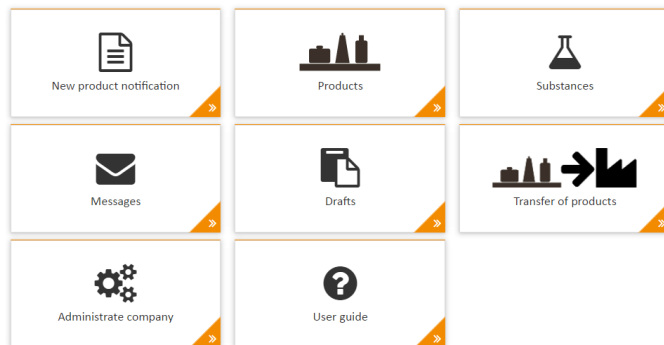 New product notification
Products
Substances
Messages
Drafts
Transfer of products
Administrate company
User guide